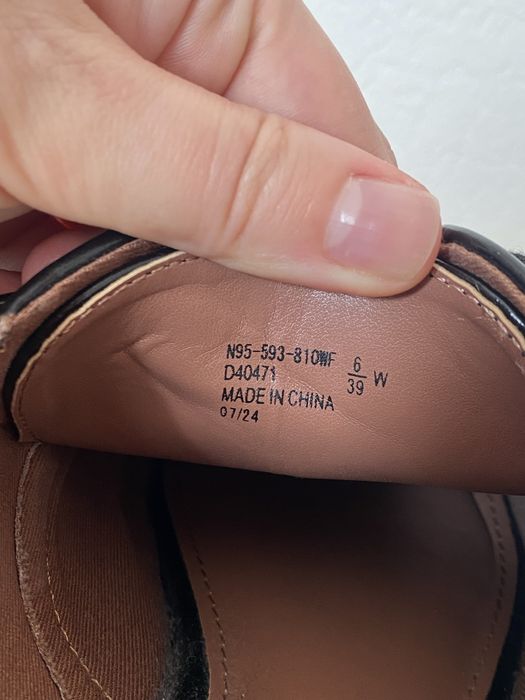 N95-593-810WF 6/39 W
D40471
MADE IN CHINA
07/24